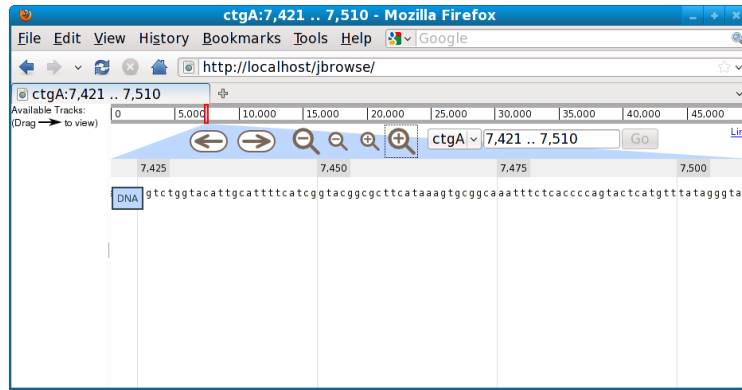 ctgA:7,421 .. 7,510 - Mozilla Firefox
File Edit View History Bookmarks Tools Help Google
http://localhost/jbrowse/
ctgA:7,421 .. 7,510
Available Tracks:
(Drag to view)
0 5,000 10,000 15,000 20,000 25,000 30,000 35,000 40,000 45,000
ctgA 7,421 .. 7,510 Go
7,425 7,450 7,475 7,500
DNA gtctggtacattgcattttcatcggtacggcgcttcataaagtgcggcaaatttctcaccccagtactcatgtttatagggta